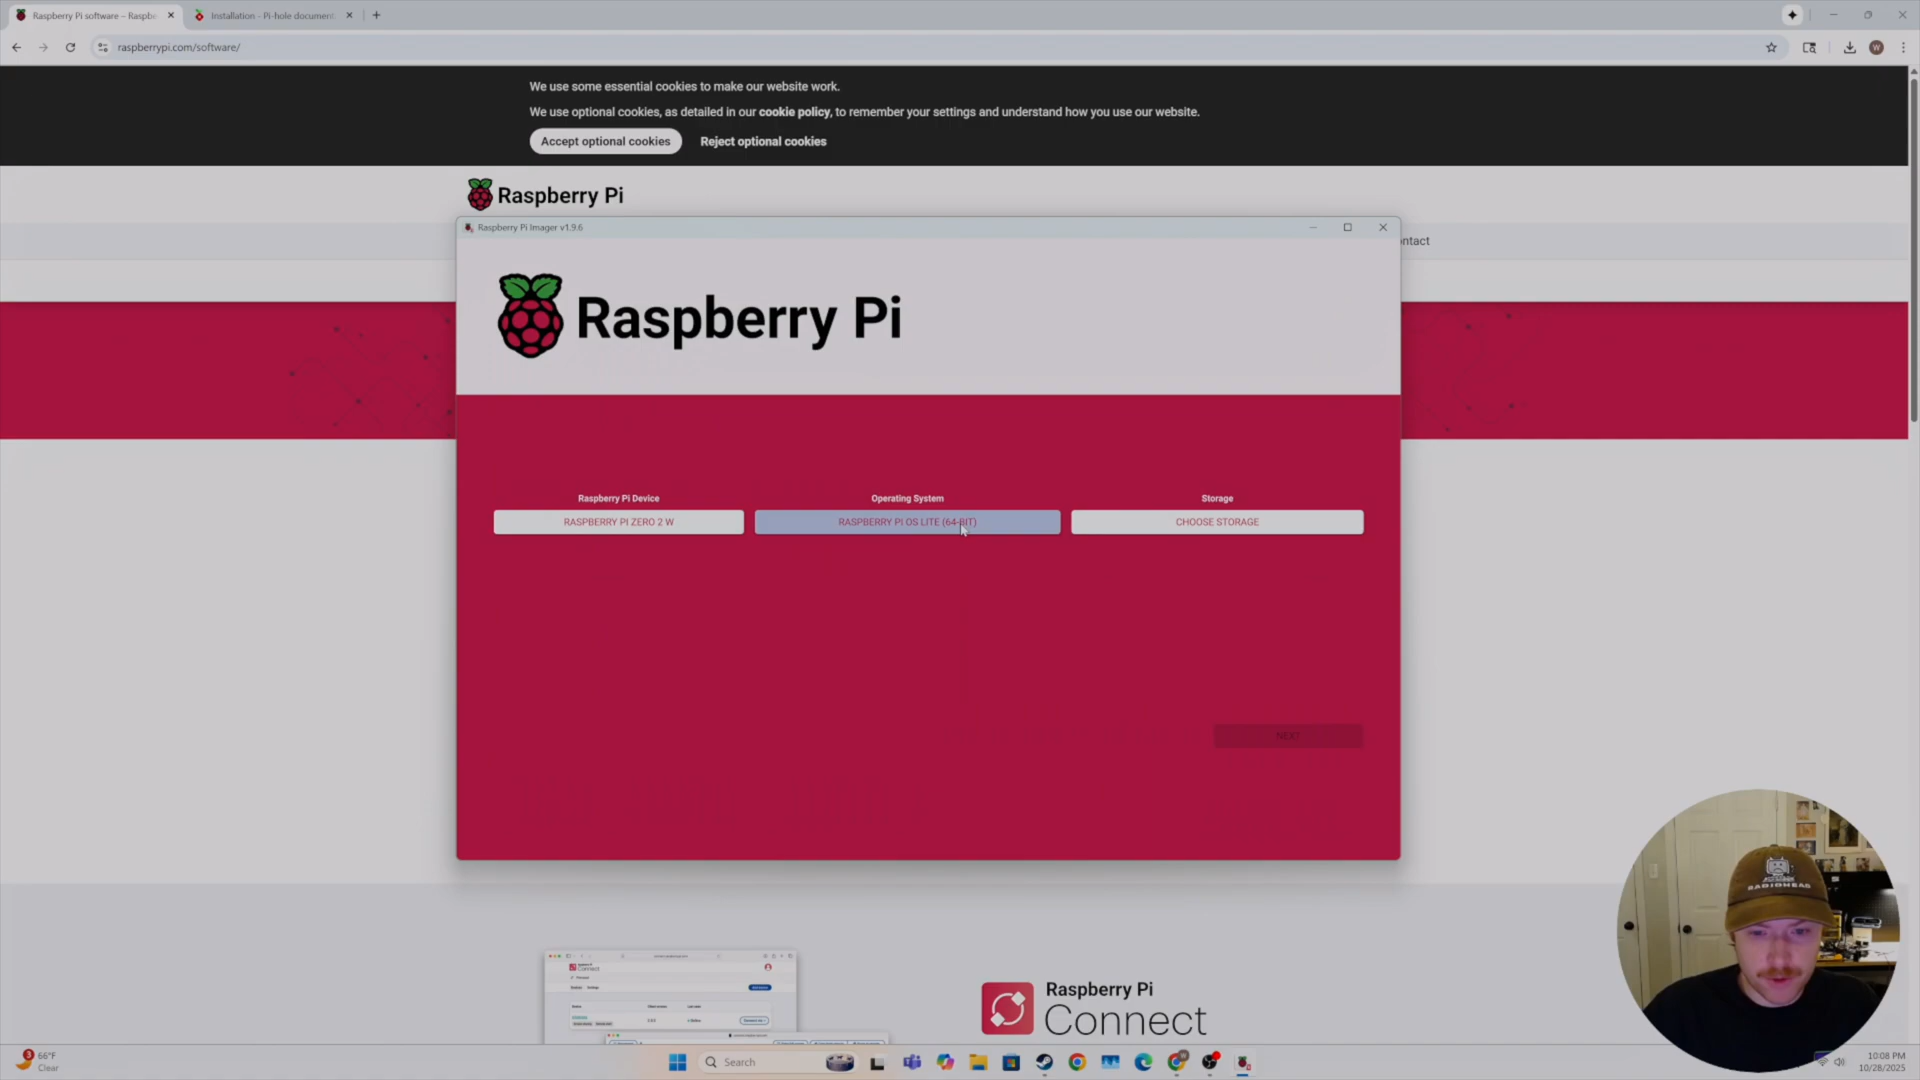 Raspberry Pi software – Raspbe
Installation - Pi-hole document
raspberrypi.com/software/
We use some essential cookies to make our website work.
We use optional cookies, as detailed in our cookie policy, to remember your settings and understand how you use our website.
Accept optional cookies
Reject optional cookies
Raspberry Pi
ntact
Raspberry Pi Imager v1.9.6
Raspberry Pi
Raspberry Pi Device
Operating System
Storage
RASPBERRY PI ZERO 2 W
RASPBERRY PI OS LITE (64-BIT)
CHOOSE STORAGE
NEXT
RADIOHEAD
Connect
Raspberry Pi
Connect
3
66°F
Clear
Search
W
10:08 PM
10/28/2025